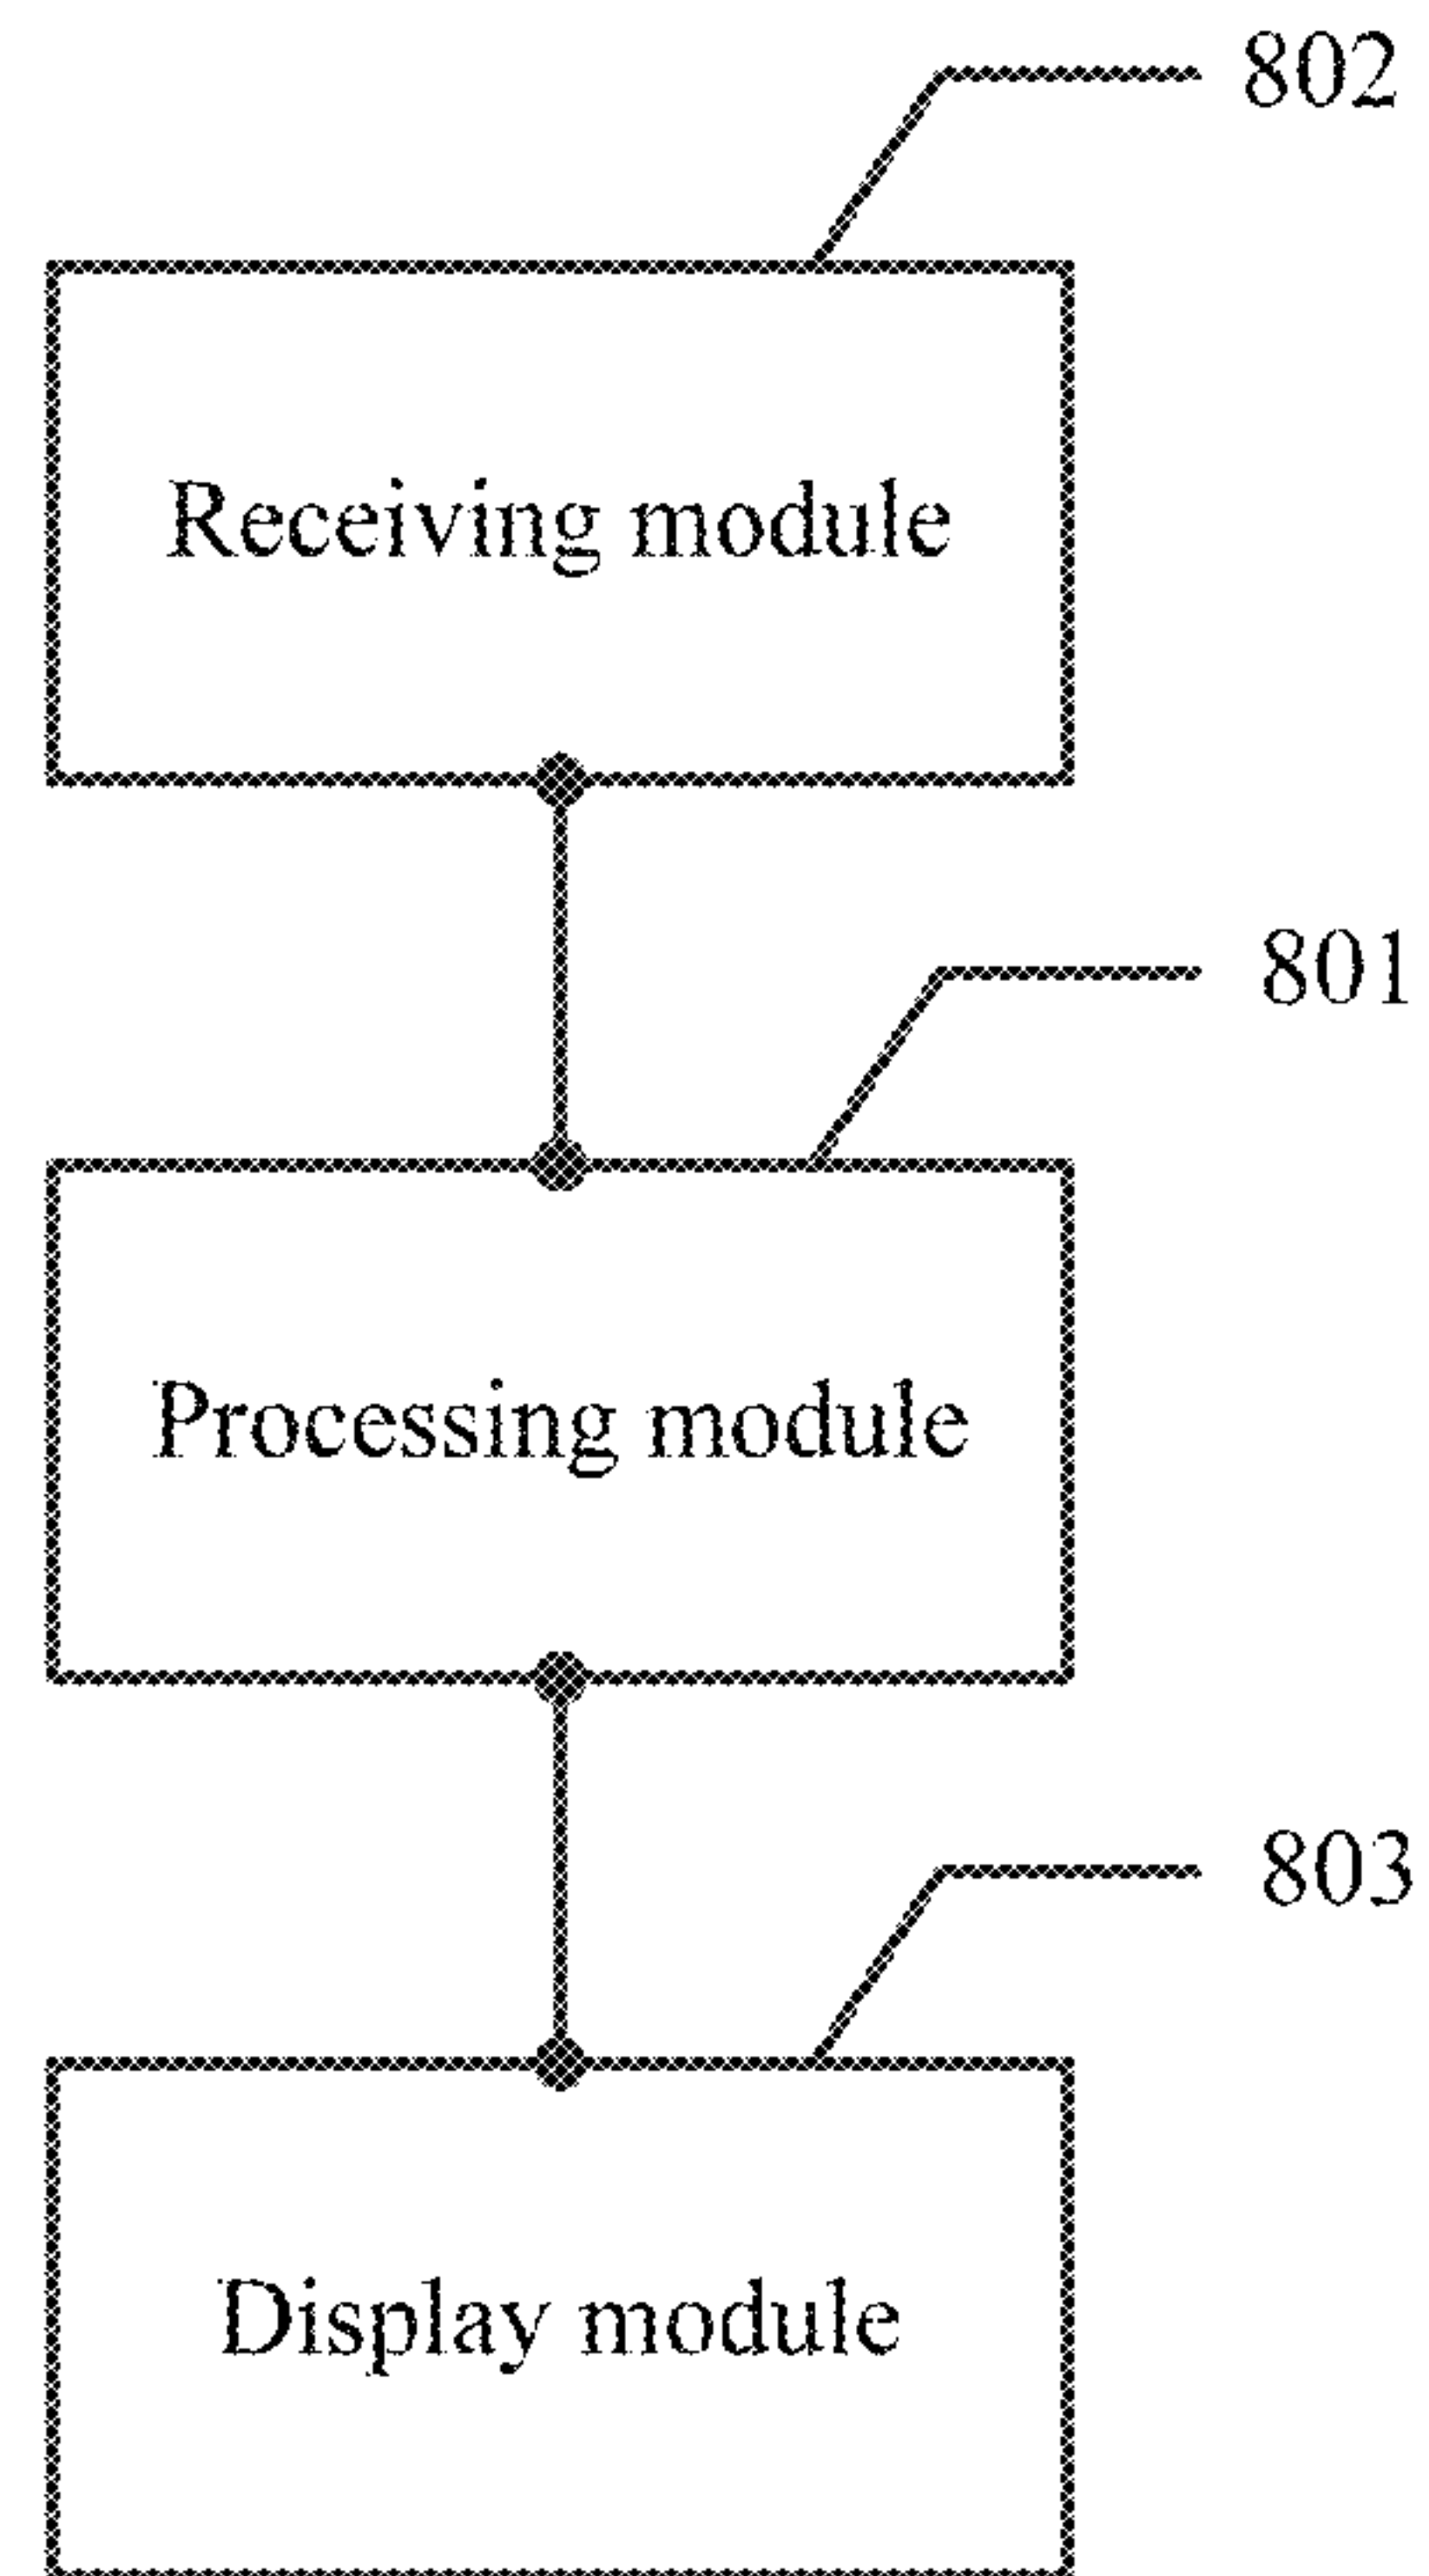 802
Receiving module
801
Processing module
803
Display module